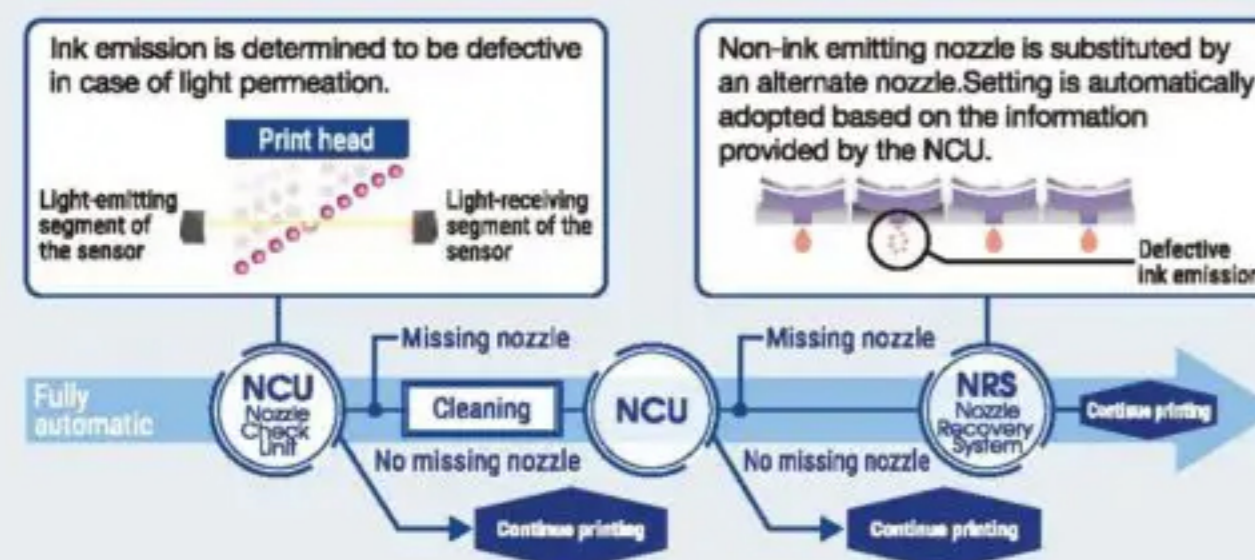 Ink emission is determined to be defective
in case of light permeation.
Print head
Light-emitting
segment of
the sensor
Light-receiving
segment of the
sensor
Non-ink emitting nozzle is substituted by
an alternate nozzle.Setting is automatically
adopted based on the information
provided by the NCU.
Defective
ink emission
Fully
automatic
NCU
Nozzle
Check
Unit
Missing nozzle
Cleaning
No missing nozzle
Continue printing
NCU
Missing nozzle
No missing nozzle
Continue printing
NRS
Nozzle
Recovery
System
Continue printing